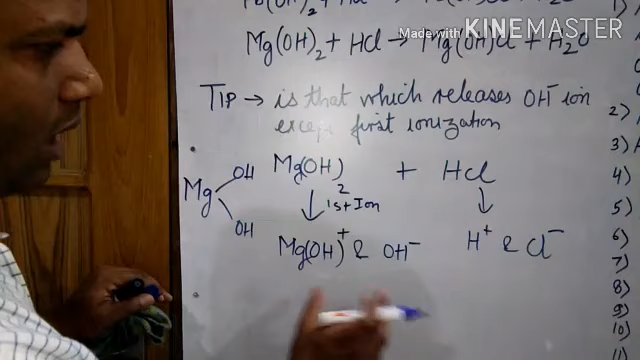 Made with KINEMASTER
Mg(OH)2 + HCl → Mg(OH)Cl + H2O
TIP → is that which releases OH⁻ ion
except first ionization
Mg
OH
OH
Mg(OH)2 + HCl
1st Ion
Mg(OH)⁺ & OH⁻
H⁺ & Cl⁻
1)
2)
3)
4)
5)
6)
7)
8)
9)
10)
11)